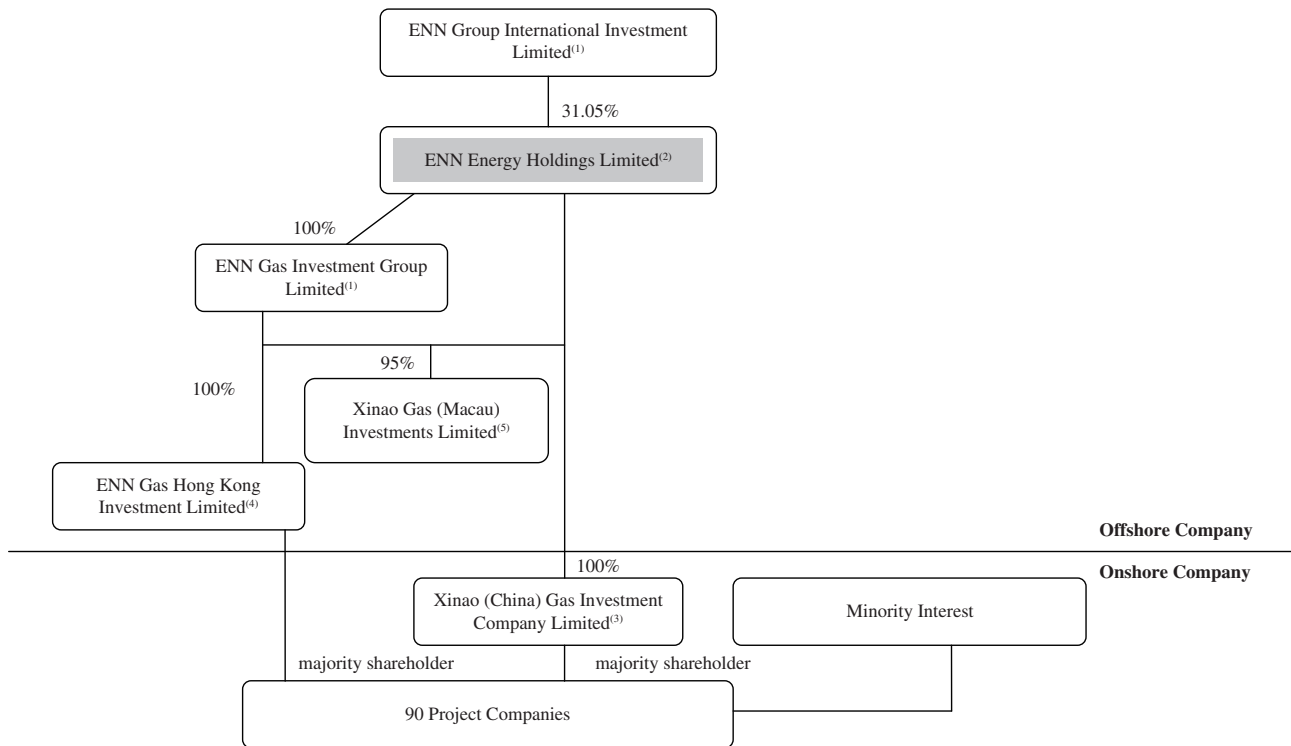 ENN Group International Investment
Limited(1)
31.05%
ENN Energy Holdings Limited(2)
100%
ENN Gas Investment Group
Limited(1)
95%
100%
Xinao Gas (Macau)
Investments Limited(5)
ENN Gas Hong Kong
Investment Limited(4)
Offshore Company
100%
Onshore Company
Xinao (China) Gas Investment
Company Limited(3)
Minority Interest
majority shareholder
majority shareholder
90 Project Companies